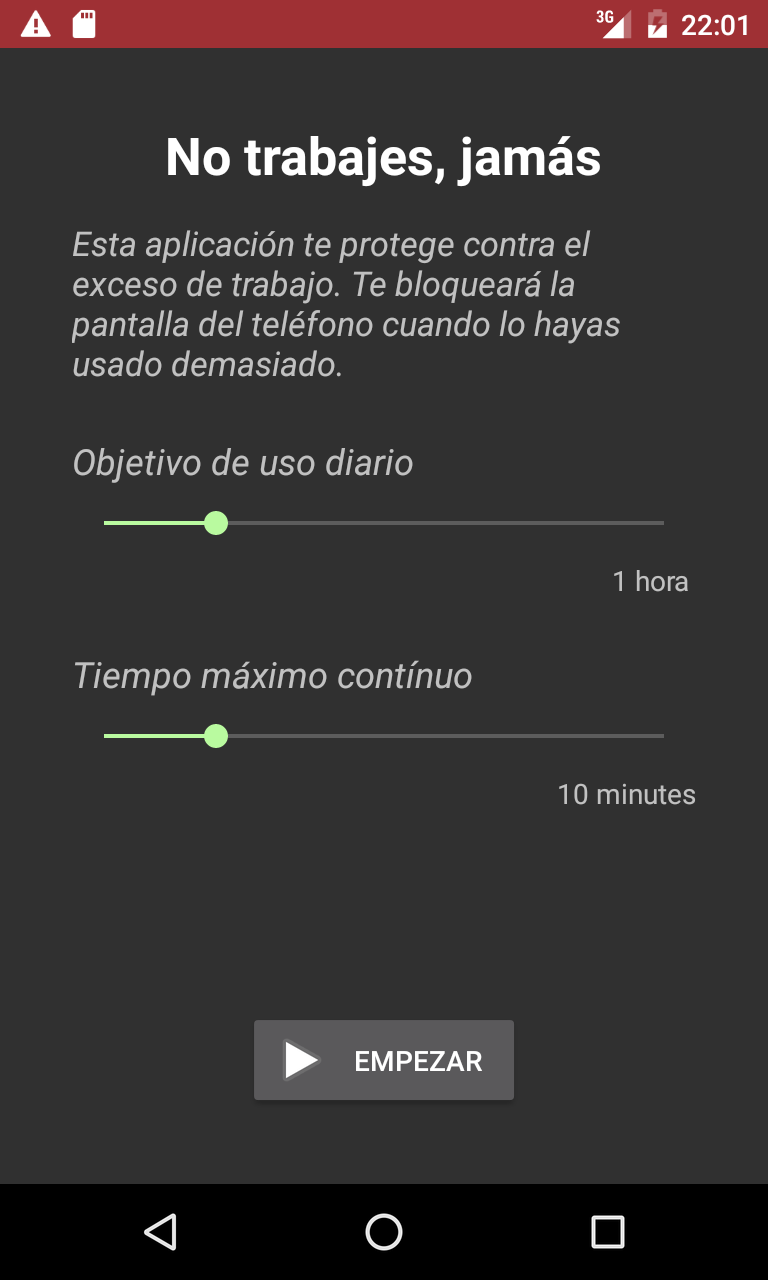 3G 22:01
No trabajes, jamás
Esta aplicación te protege contra el
exceso de trabajo. Te bloqueará la
pantalla del teléfono cuando lo hayas
usado demasiado.
Objetivo de uso diario
1 hora
Tiempo máximo contínuo
10 minutes
EMPEZAR